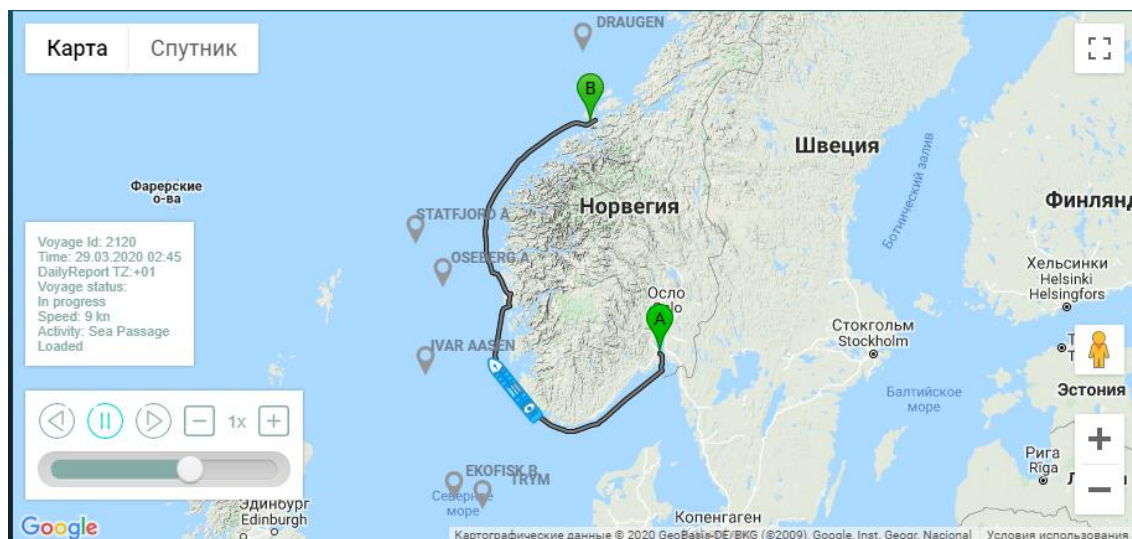 Карта
Спутник
DRAUGEN
B
Швеция
Ботнический залив
Фарерские
о-ва
Норвегия
ФИНЛЯНД
STATFJORD A
Voyage Id: 2120
Time: 29.03.2020 02:45
DailyReport TZ:+01
Voyage status:
In progress
Speed: 9 kn
Activity: Sea Passage
Loaded
OSEBERG A
Хельсинки
Helsinki
Helsingfors
Осло
A
Стокгольм
Stockholm
IVAR AASEN
Эстония
Балтийское
море
1x
EKOFISK B
TRYM
Северное
море
Рига
Rīga
Эдинбург
Edinburgh
Копенгаген
Google
Картографические данные © 2020 GeoBasis-DE/BKG (©2009), Google, Inst. Geogr. Nacional
Условия использования